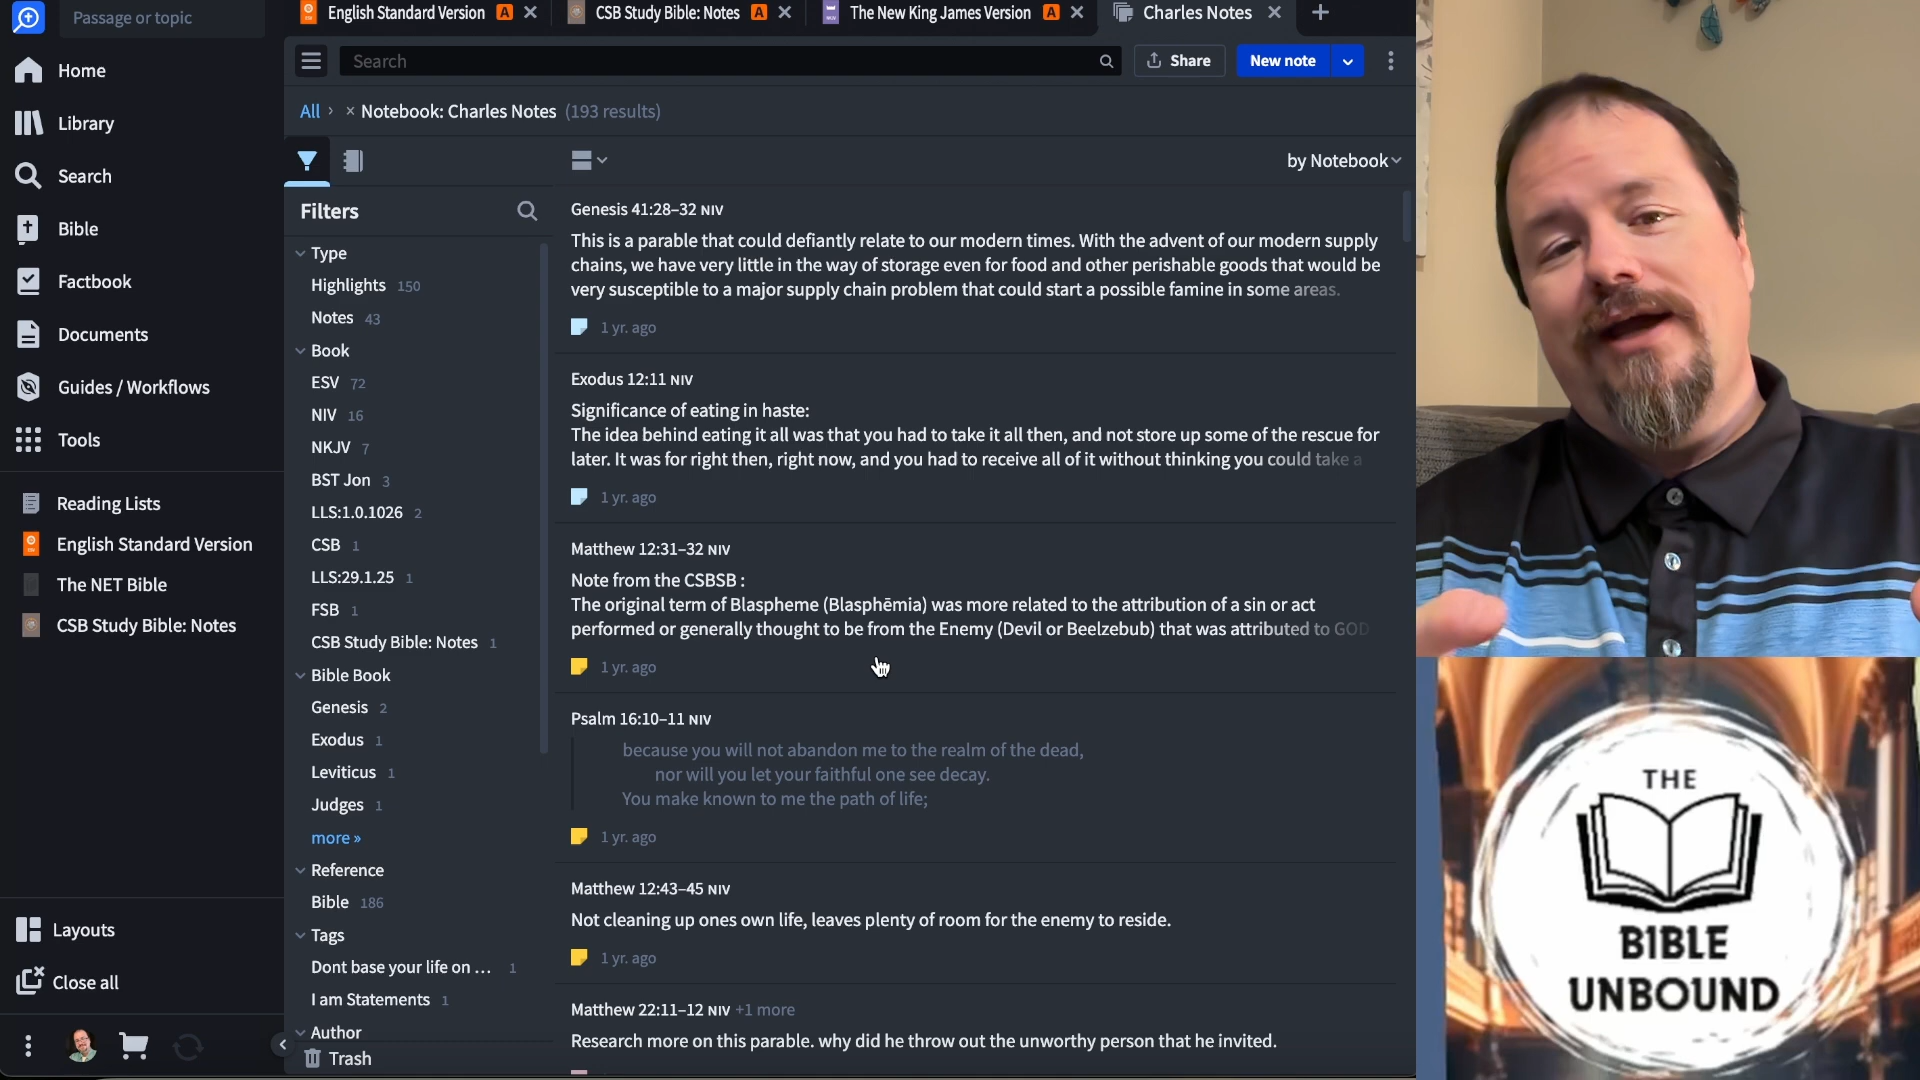 Passage or topic
English Standard Version A
CSB Study Bible: Notes A
The New King James Version A
Charles Notes
Home
Library
Search
Bible
Factbook
Documents
Guides / Workflows
Tools
Reading Lists
English Standard Version
The NET Bible
CSB Study Bible: Notes
Layouts
Close all
Search
Share
New note
All › × Notebook: Charles Notes (193 results)
by Notebook
Filters
Type
Highlights 150
Notes 43
Book
ESV 72
NIV 16
NKJV 7
BST Jon 3
LLS:1.0.1026 2
CSB 1
LLS:29.1.25 1
FSB 1
CSB Study Bible: Notes 1
Bible Book
Genesis 2
Exodus 1
Leviticus 1
Judges 1
more »
Reference
Bible 186
Tags
Dont base your life on ... 1
I am Statements 1
Author
Trash
Genesis 41:28–32 NIV
This is a parable that could defiantly relate to our modern times. With the advent of our modern supply
chains, we have very little in the way of storage even for food and other perishable goods that would be
very susceptible to a major supply chain problem that could start a possible famine in some areas.
1 yr. ago
Exodus 12:11 NIV
Significance of eating in haste:
The idea behind eating it all was that you had to take it all then, and not store up some of the rescue for
later. It was for right then, right now, and you had to receive all of it without thinking you could take a
1 yr. ago
Matthew 12:31–32 NIV
Note from the CSBSB :
The original term of Blaspheme (Blasphēmia) was more related to the attribution of a sin or act
performed or generally thought to be from the Enemy (Devil or Beelzebub) that was attributed to GOD
1 yr. ago
Psalm 16:10–11 NIV
because you will not abandon me to the realm of the dead,
nor will you let your faithful one see decay.
You make known to me the path of life;
1 yr. ago
Matthew 12:43–45 NIV
Not cleaning up ones own life, leaves plenty of room for the enemy to reside.
1 yr. ago
Matthew 22:11–12 NIV +1 more
Research more on this parable. why did he throw out the unworthy person that he invited.
THE
BIBLE
UNBOUND